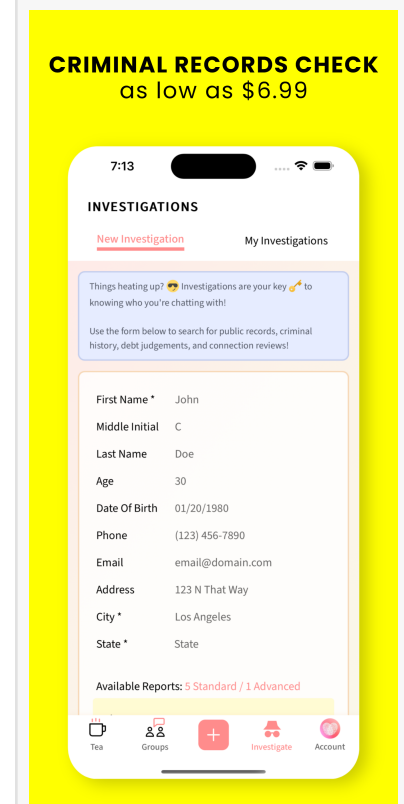 CRIMINAL RECORDS CHECK
as low as $6.99
7:13
INVESTIGATIONS
New Investigation
My Investigations
Things heating up? 😎 Investigations are your key 🗝️ to
knowing who you're chatting with!
Use the form below to search for public records, criminal
history, debt judgements, and connection reviews!
First Name * John
Middle Initial C
Last Name Doe
Age 30
Date Of Birth 01/20/1980
Phone (123) 456-7890
Email email@domain.com
Address 123 N That Way
City * Los Angeles
State * State
Available Reports: 5 Standard / 1 Advanced
Tea
Groups
Investigate
Account